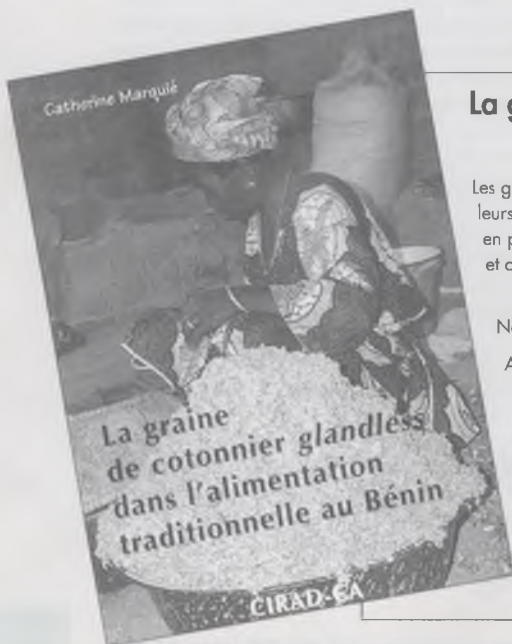 Catherine Marquié
La graine
de cotonnier glandless
dans l'alimentation
traditionnelle au Bénin
CIRAD-CA
La
Les
leurs
en
et